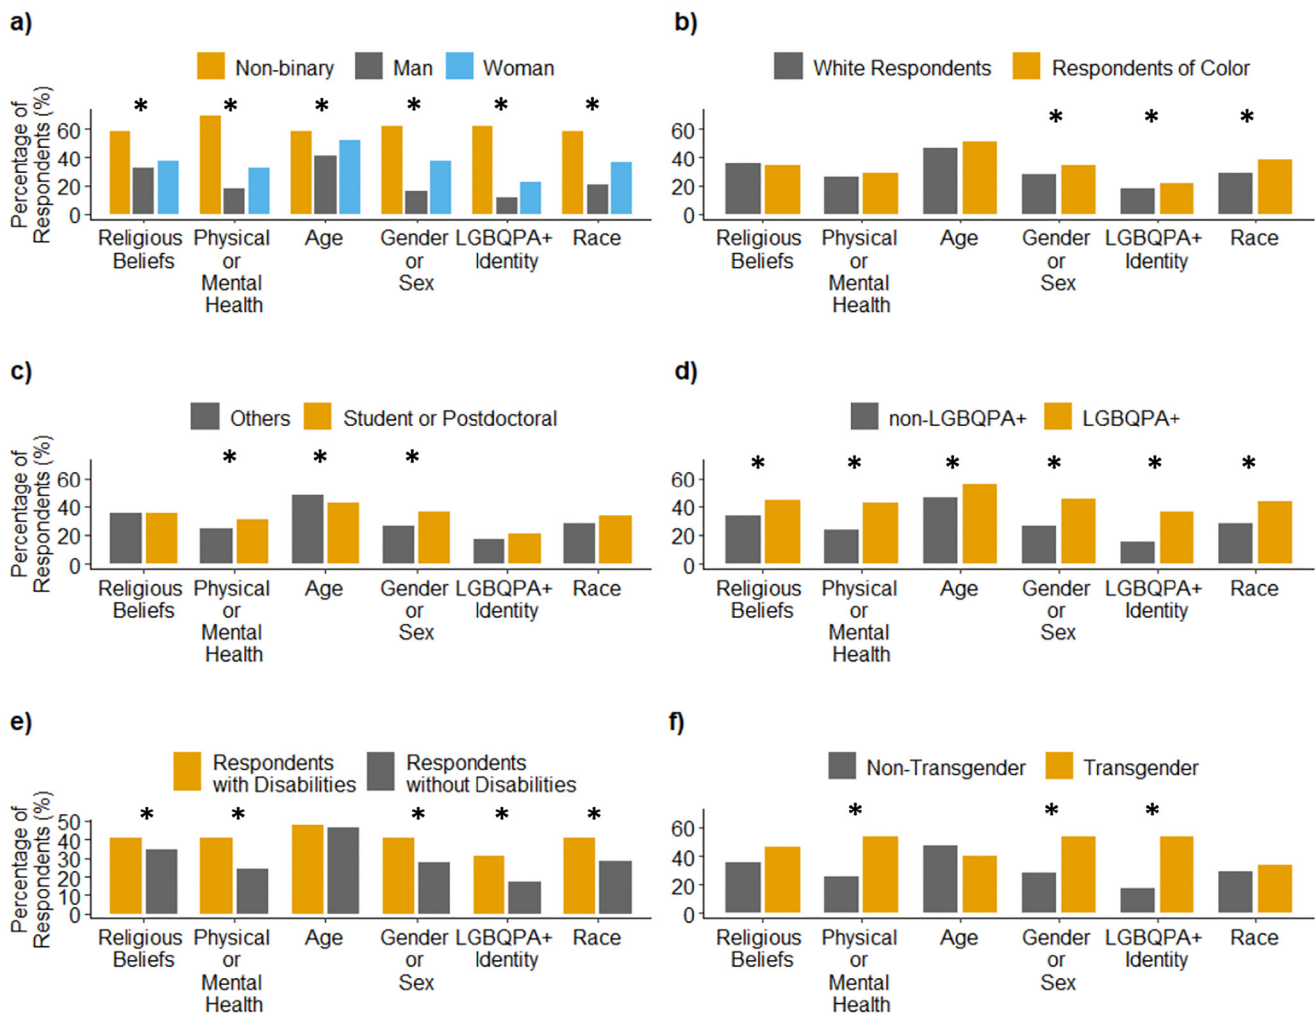 a)
Non-binary Man Woman
Percentage of
Respondents (%)
* * * * * *
60
40
20
0
Religious Physical Age Gender LGBQPA+ Race
Beliefs or or Identity
Mental Sex
Health
b)
White Respondents Respondents of Color
* * *
60
40
20
0
Religious Physical Age Gender LGBQPA+ Race
Beliefs or or Identity
Mental Sex
Health
c)
Others Student or Postdoctoral
Percentage of
Respondents (%)
* * *
60
40
20
0
Religious Physical Age Gender LGBQPA+ Race
Beliefs or or Identity
Mental Sex
Health
d)
non-LGBQPA+ LGBQPA+
* * * * * *
60
40
20
0
Religious Physical Age Gender LGBQPA+ Race
Beliefs or or Identity
Mental Sex
Health
e)
Respondents Respondents
with Disabilities without Disabilities
Percentage of
Respondents (%)
* * * * *
50
40
30
20
10
0
Religious Physical Age Gender LGBQPA+ Race
Beliefs or or Identity
Mental Sex
Health
f)
Non-Transgender Transgender
* * *
60
40
20
0
Religious Physical Age Gender LGBQPA+ Race
Beliefs or or Identity
Mental Sex
Health